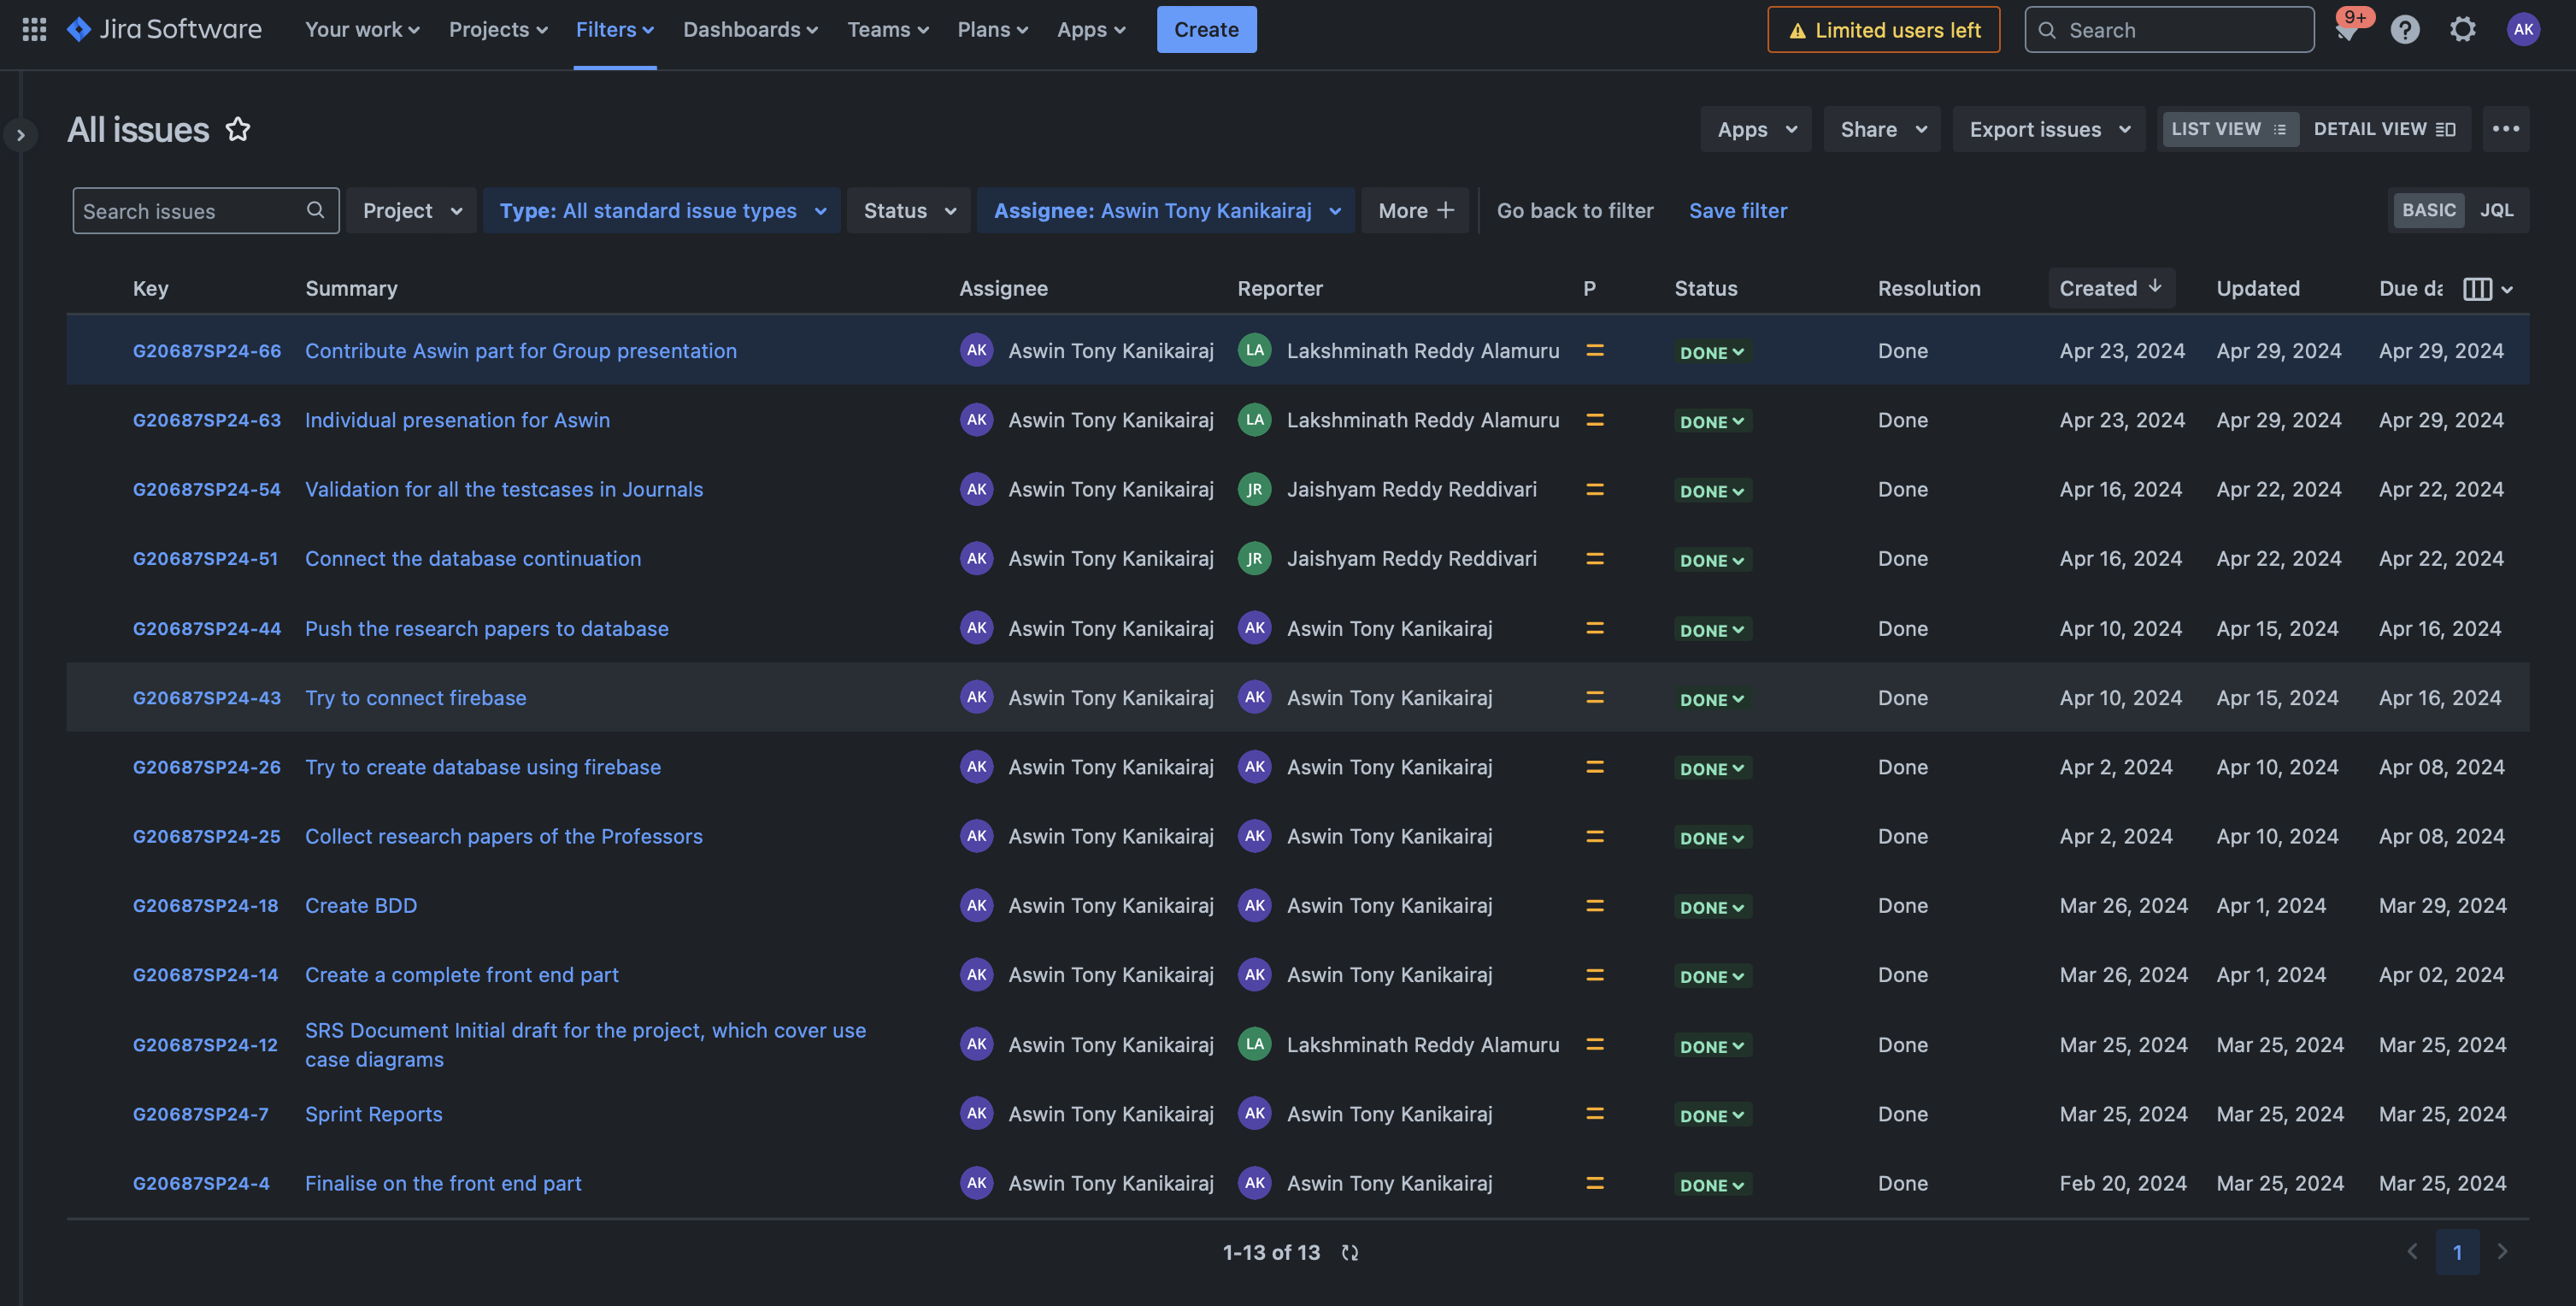 Jira Software Your work Projects Filters Dashboards Teams Plans Apps Create Limited users left Search 9+ AK
All issues Apps Share Export issues LIST VIEW DETAIL VIEW
Search issues Project Type: All standard issue types Status Assignee: Aswin Tony Kanikairaj More Go back to filter Save filter BASIC JQL
Key Summary Assignee Reporter P Status Resolution Created Updated Due da
G20687SP24-66 Contribute Aswin part for Group presentation AK Aswin Tony Kanikairaj LA Lakshminath Reddy Alamuru DONE Done Apr 23, 2024 Apr 29, 2024 Apr 29, 2024
G20687SP24-63 Individual presenation for Aswin AK Aswin Tony Kanikairaj LA Lakshminath Reddy Alamuru DONE Done Apr 23, 2024 Apr 29, 2024 Apr 29, 2024
G20687SP24-54 Validation for all the testcases in Journals AK Aswin Tony Kanikairaj JR Jaishyam Reddy Reddivari DONE Done Apr 16, 2024 Apr 22, 2024 Apr 22, 2024
G20687SP24-51 Connect the database continuation AK Aswin Tony Kanikairaj JR Jaishyam Reddy Reddivari DONE Done Apr 16, 2024 Apr 22, 2024 Apr 22, 2024
G20687SP24-44 Push the research papers to database AK Aswin Tony Kanikairaj AK Aswin Tony Kanikairaj DONE Done Apr 10, 2024 Apr 15, 2024 Apr 16, 2024
G20687SP24-43 Try to connect firebase AK Aswin Tony Kanikairaj AK Aswin Tony Kanikairaj DONE Done Apr 10, 2024 Apr 15, 2024 Apr 16, 2024
G20687SP24-26 Try to create database using firebase AK Aswin Tony Kanikairaj AK Aswin Tony Kanikairaj DONE Done Apr 2, 2024 Apr 10, 2024 Apr 08, 2024
G20687SP24-25 Collect research papers of the Professors AK Aswin Tony Kanikairaj AK Aswin Tony Kanikairaj DONE Done Apr 2, 2024 Apr 10, 2024 Apr 08, 2024
G20687SP24-18 Create BDD AK Aswin Tony Kanikairaj AK Aswin Tony Kanikairaj DONE Done Mar 26, 2024 Apr 1, 2024 Mar 29, 2024
G20687SP24-14 Create a complete front end part AK Aswin Tony Kanikairaj AK Aswin Tony Kanikairaj DONE Done Mar 26, 2024 Apr 1, 2024 Apr 02, 2024
G20687SP24-12 SRS Document Initial draft for the project, which cover use
case diagrams AK Aswin Tony Kanikairaj LA Lakshminath Reddy Alamuru DONE Done Mar 25, 2024 Mar 25, 2024 Mar 25, 2024
G20687SP24-7 Sprint Reports AK Aswin Tony Kanikairaj AK Aswin Tony Kanikairaj DONE Done Mar 25, 2024 Mar 25, 2024 Mar 25, 2024
G20687SP24-4 Finalise on the front end part AK Aswin Tony Kanikairaj AK Aswin Tony Kanikairaj DONE Done Feb 20, 2024 Mar 25, 2024 Mar 25, 2024
1-13 of 13 1